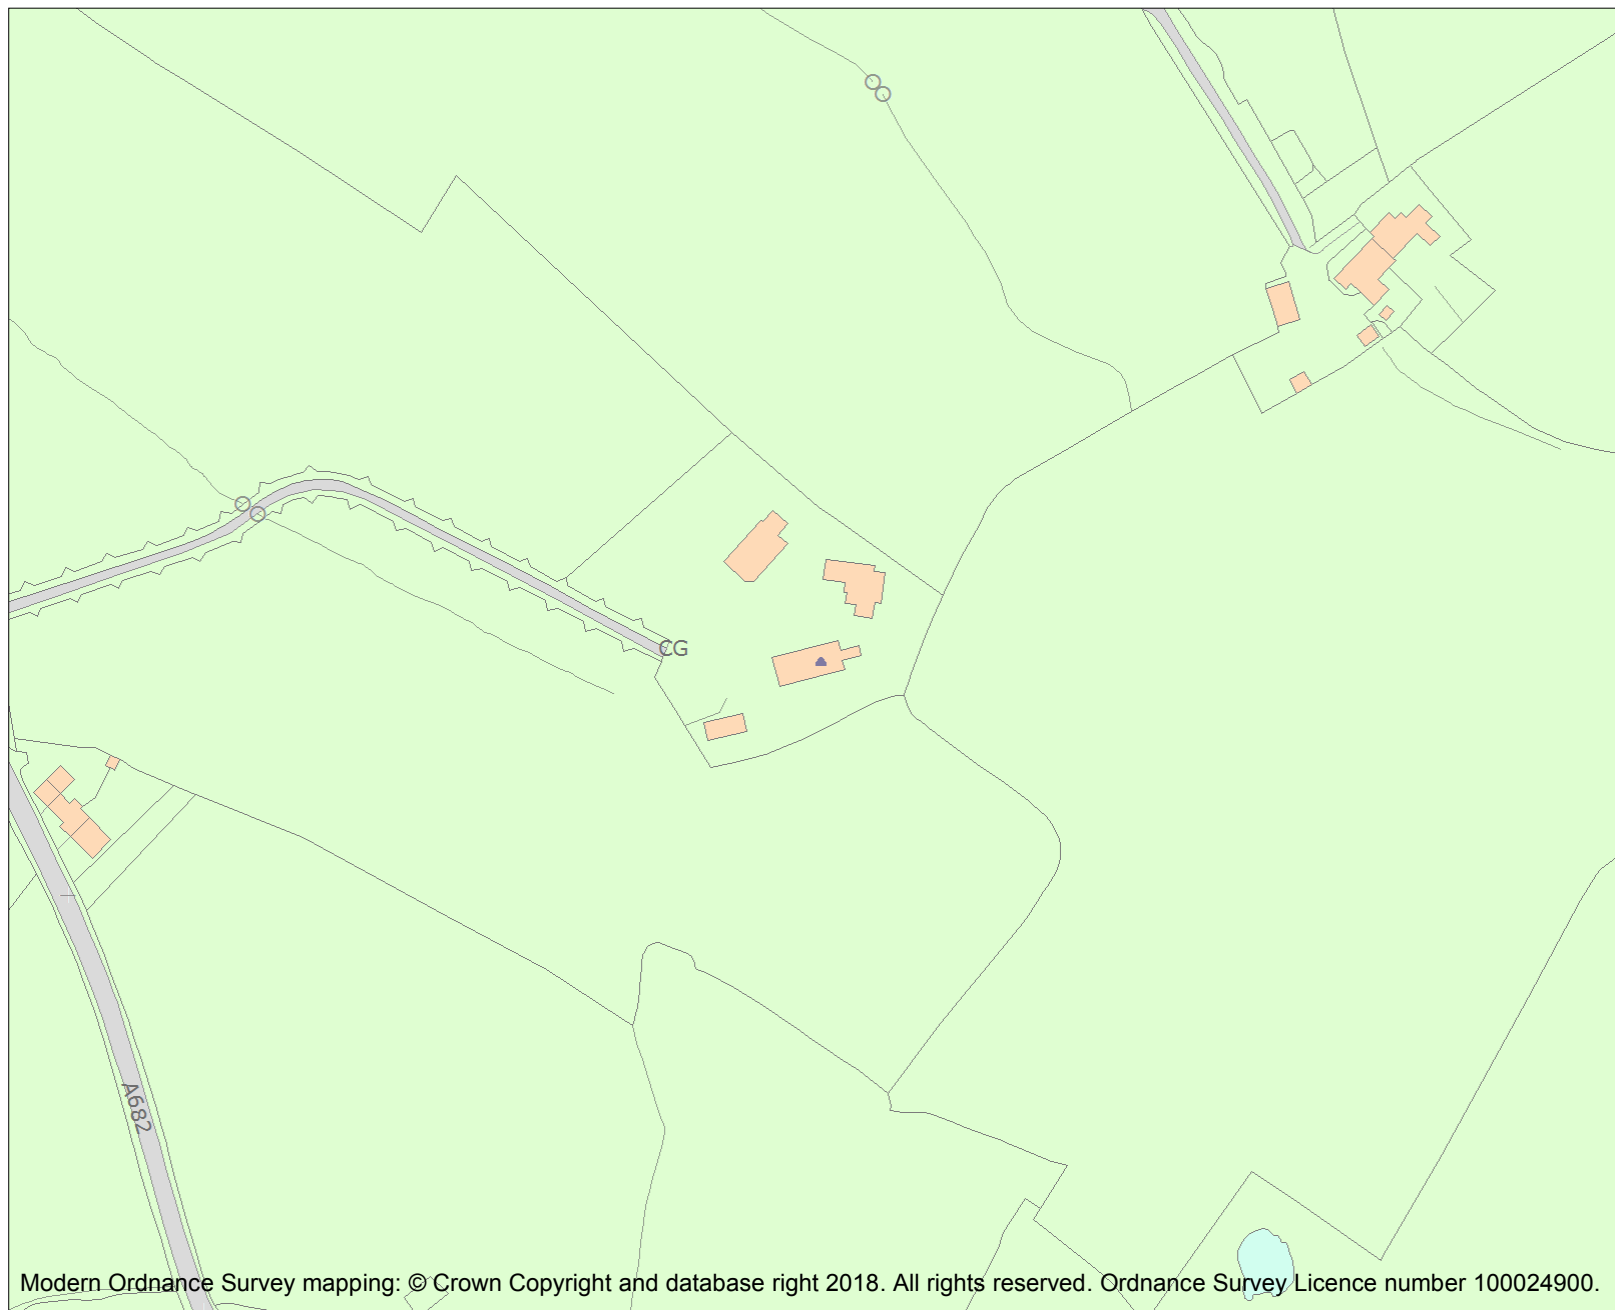 CG
A682
Modern Ordnance Survey mapping: © Crown Copyright and database right 2018. All rights reserved. Ordnance Survey Licence number 100024900.